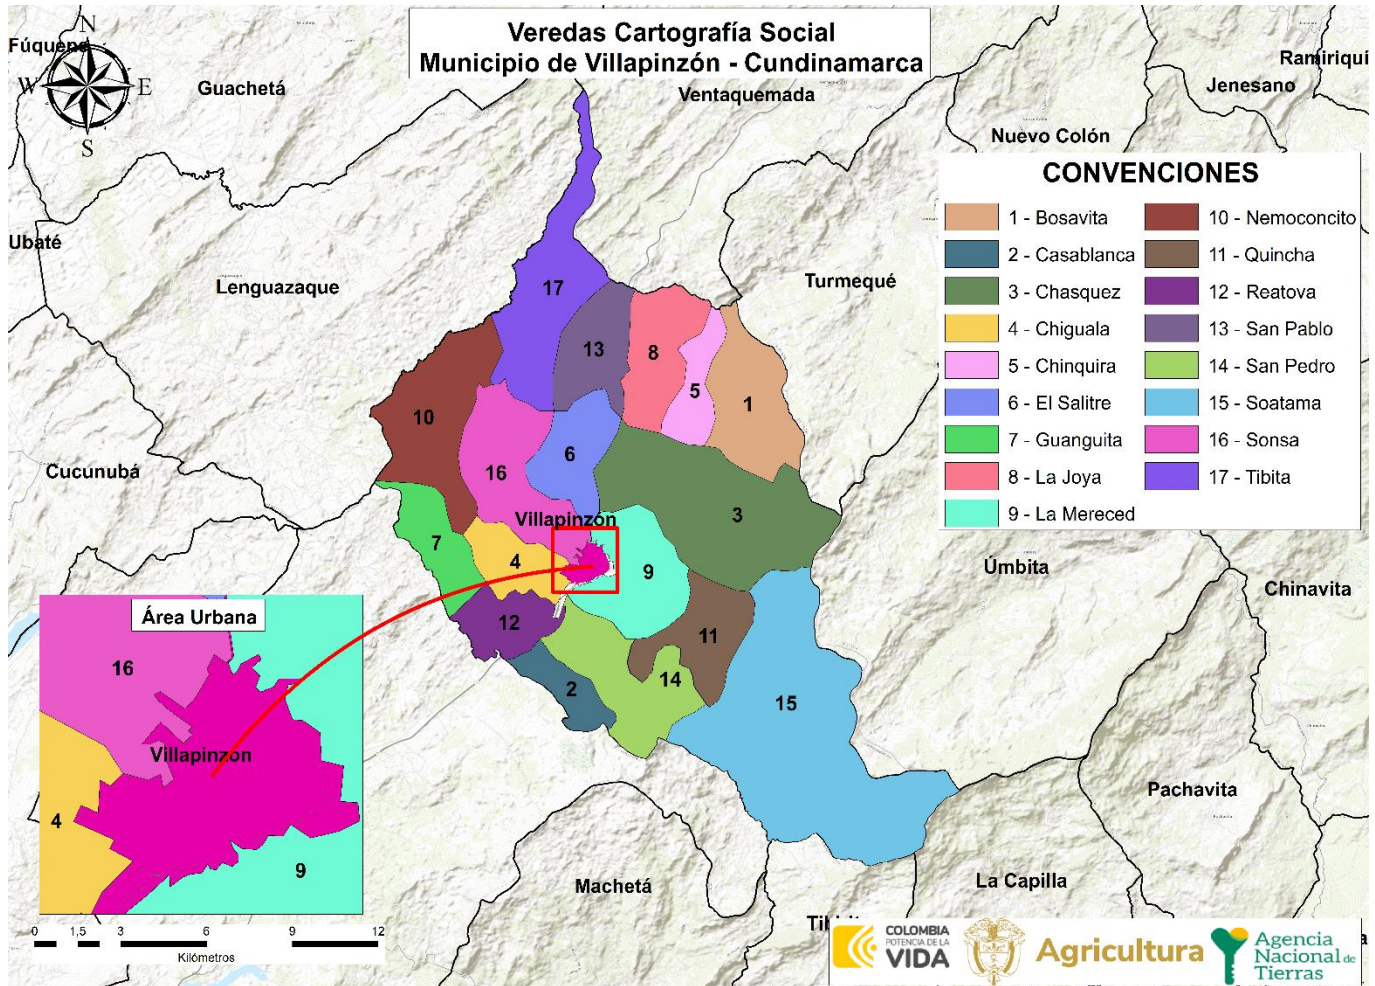 Veredas Cartografía Social
Municipio de Villapinzón - Cundinamarca
N
W
E
S
Fúquene
Guachetá
Ventaquemada
Ramiriquí
Jenesano
Nuevo Colón
Ubaté
Lenguazaque
Turmequé
Cucunubá
Úmbita
Chinavita
Pachavita
La Capilla
Machetá
CONVENCIONES
1 - Bosavita
2 - Casablanca
3 - Chasquez
4 - Chiguala
5 - Chinquira
6 - El Salitre
7 - Guanguita
8 - La Joya
9 - La Mereced
10 - Nemoconcito
11 - Quincha
12 - Reatova
13 - San Pablo
14 - San Pedro
15 - Soatama
16 - Sonsa
17 - Tibita
17
13
8
5
1
10
16
6
3
Villapinzón
7
4
9
12
11
2
14
15
Área Urbana
16
Villapinzón
4
9
0 1,5 3 6 9 12
Kilómetros
COLOMBIA
POTENCIA DE LA
VIDA
Agricultura
Agencia
Nacional de
Tierras